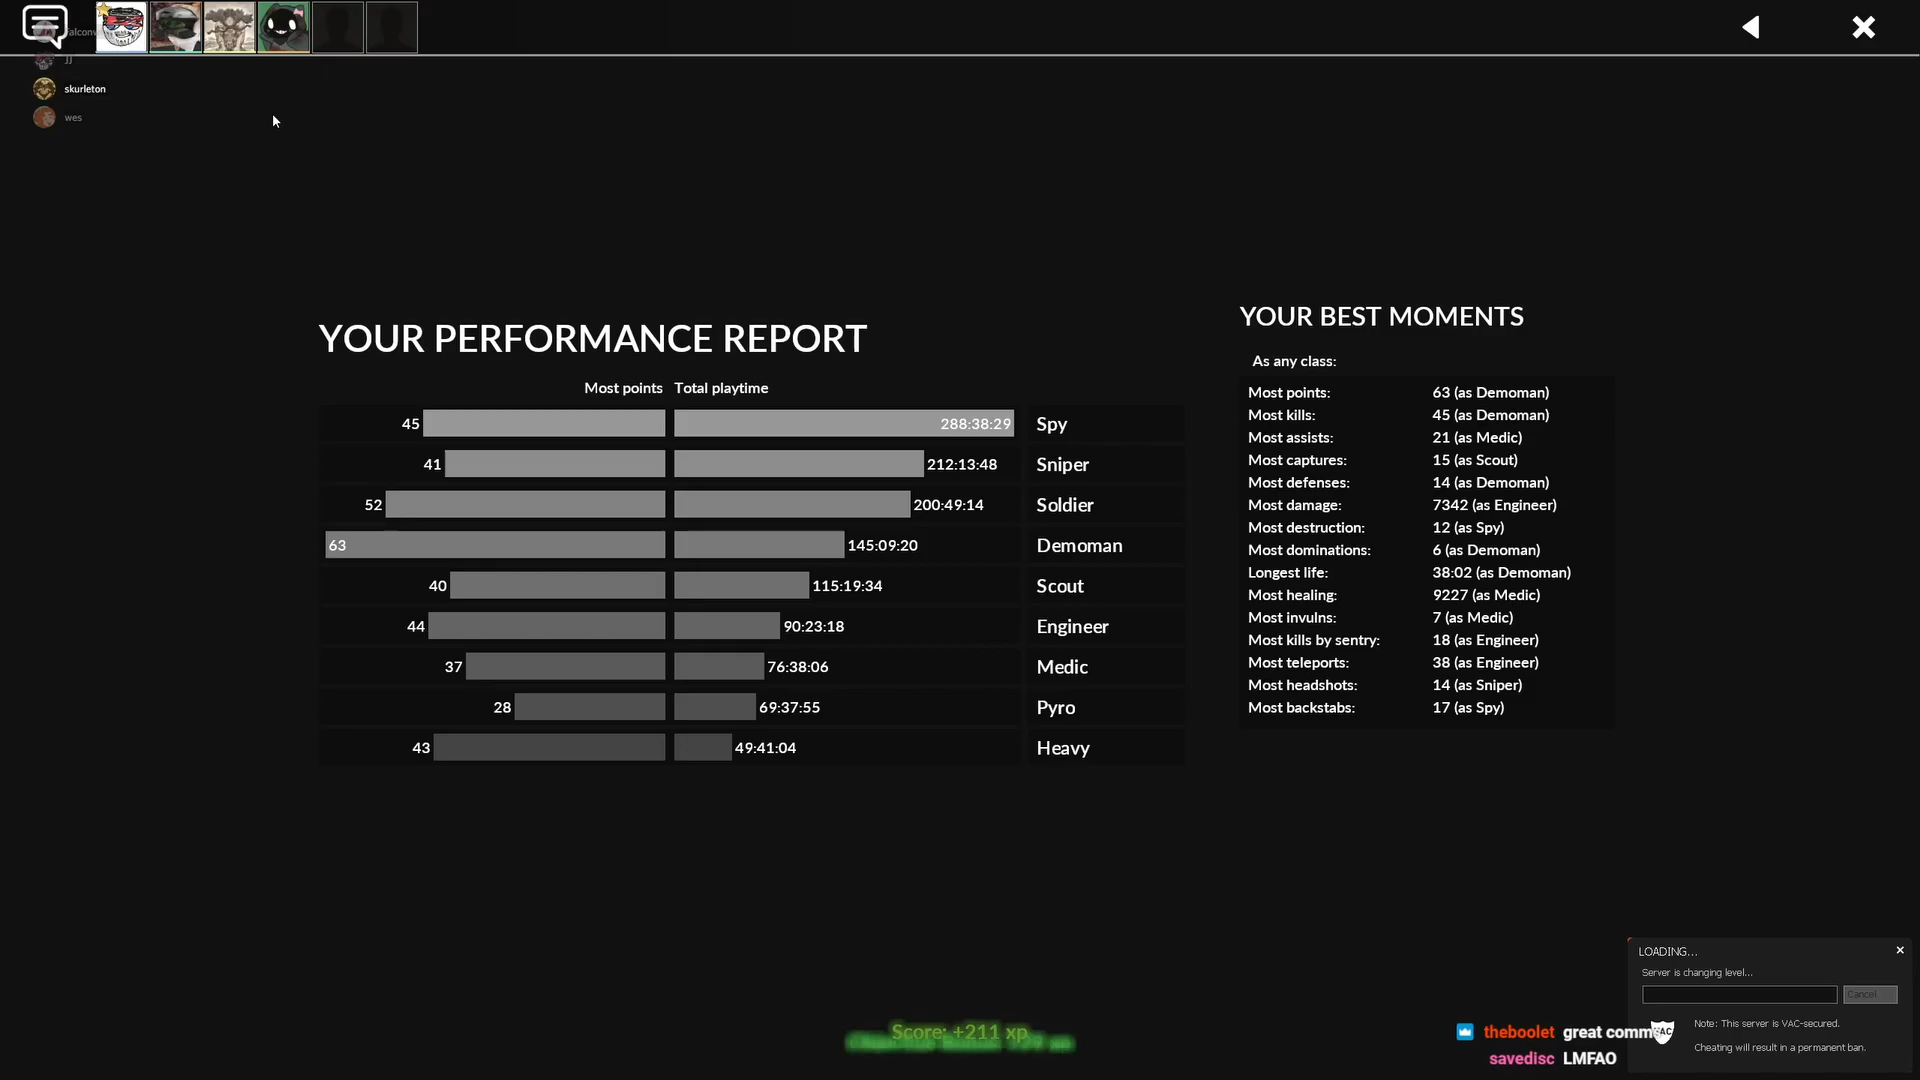 JJ
skurleton
wes
YOUR PERFORMANCE REPORT
Most points Total playtime
45 288:38:29 Spy
41 212:13:48 Sniper
52 200:49:14 Soldier
63 145:09:20 Demoman
40 115:19:34 Scout
44 90:23:18 Engineer
37 76:38:06 Medic
28 69:37:55 Pyro
43 49:41:04 Heavy
YOUR BEST MOMENTS
As any class:
Most points: 63 (as Demoman)
Most kills: 45 (as Demoman)
Most assists: 21 (as Medic)
Most captures: 15 (as Scout)
Most defenses: 14 (as Demoman)
Most damage: 7342 (as Engineer)
Most destruction: 12 (as Spy)
Most dominations: 6 (as Demoman)
Longest life: 38:02 (as Demoman)
Most healing: 9227 (as Medic)
Most invulns: 7 (as Medic)
Most kills by sentry: 18 (as Engineer)
Most teleports: 38 (as Engineer)
Most headshots: 14 (as Sniper)
Most backstabs: 17 (as Spy)
Score: +211 xp
theboolet great comm
savedisc LMFAO
LOADING...
Server is changing level...
Cancel
Note: This server is VAC-secured.
Cheating will result in a permanent ban.